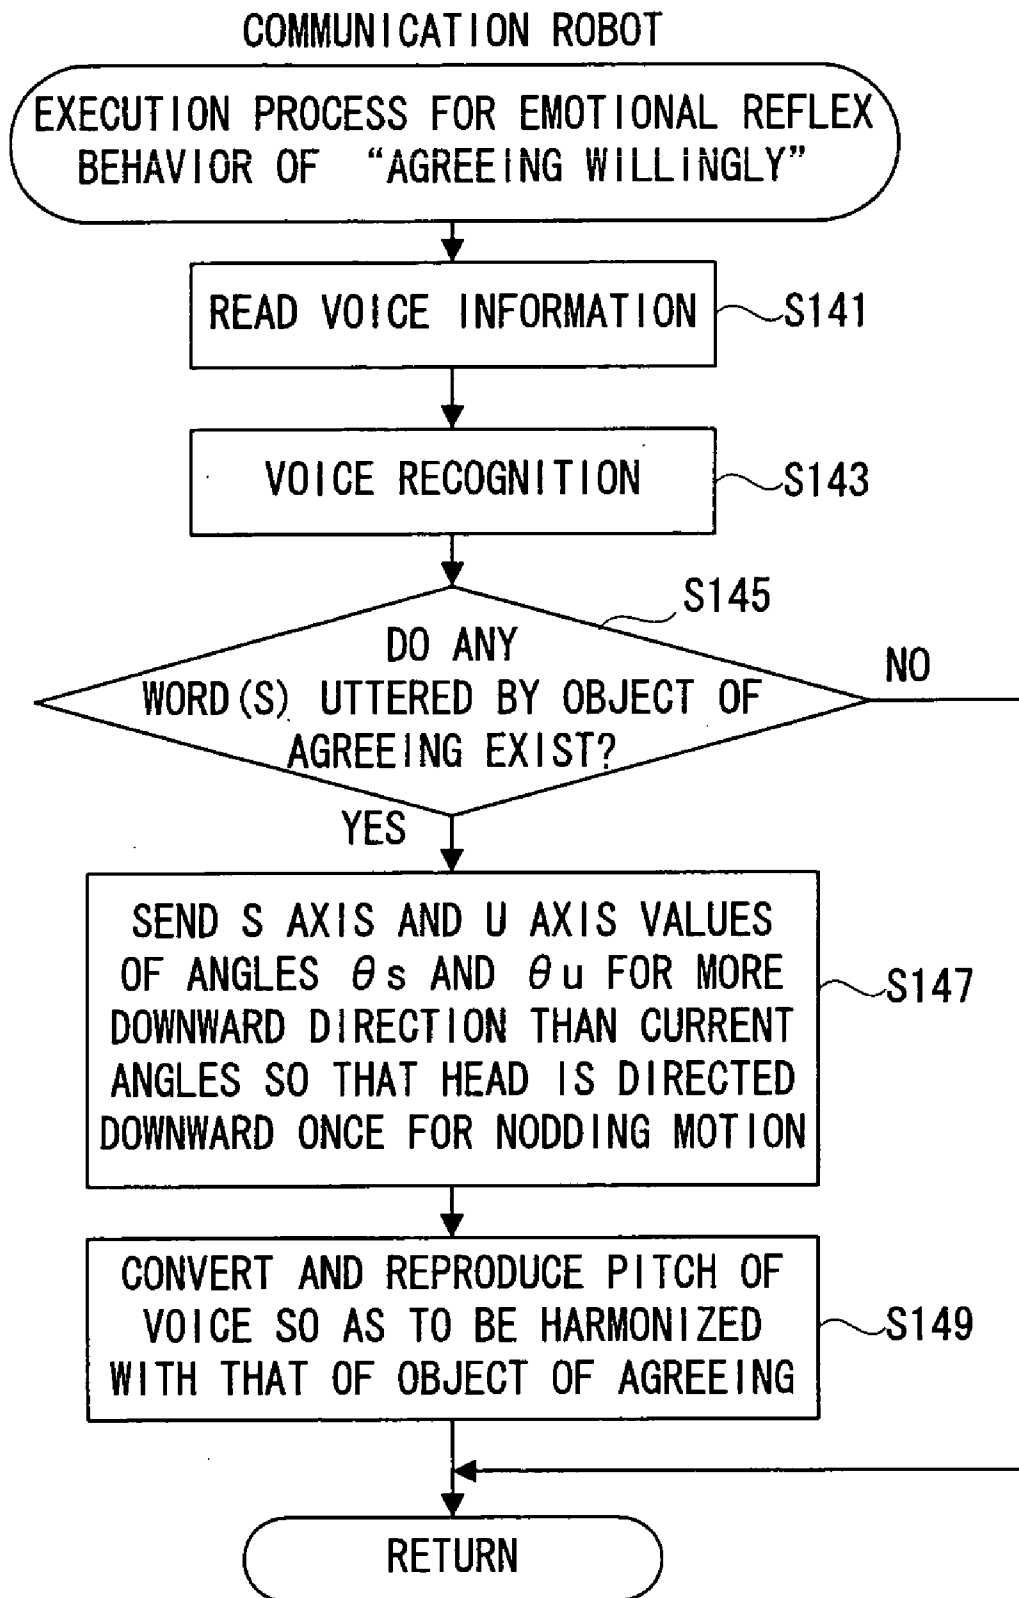 COMMUNICATION ROBOT
EXECUTION PROCESS FOR EMOTIONAL REFLEX
BEHAVIOR OF "AGREEING WILLINGLY"
READ VOICE INFORMATION
S141
VOICE RECOGNITION
S143
S145
DO ANY
WORD(S) UTTERED BY OBJECT OF
AGREEING EXIST?
NO
YES
SEND S AXIS AND U AXIS VALUES
OF ANGLES θs AND θu FOR MORE
DOWNWARD DIRECTION THAN CURRENT
ANGLES SO THAT HEAD IS DIRECTED
DOWNWARD ONCE FOR NODDING MOTION
S147
CONVERT AND REPRODUCE PITCH OF
VOICE SO AS TO BE HARMONIZED
WITH THAT OF OBJECT OF AGREEING
S149
RETURN